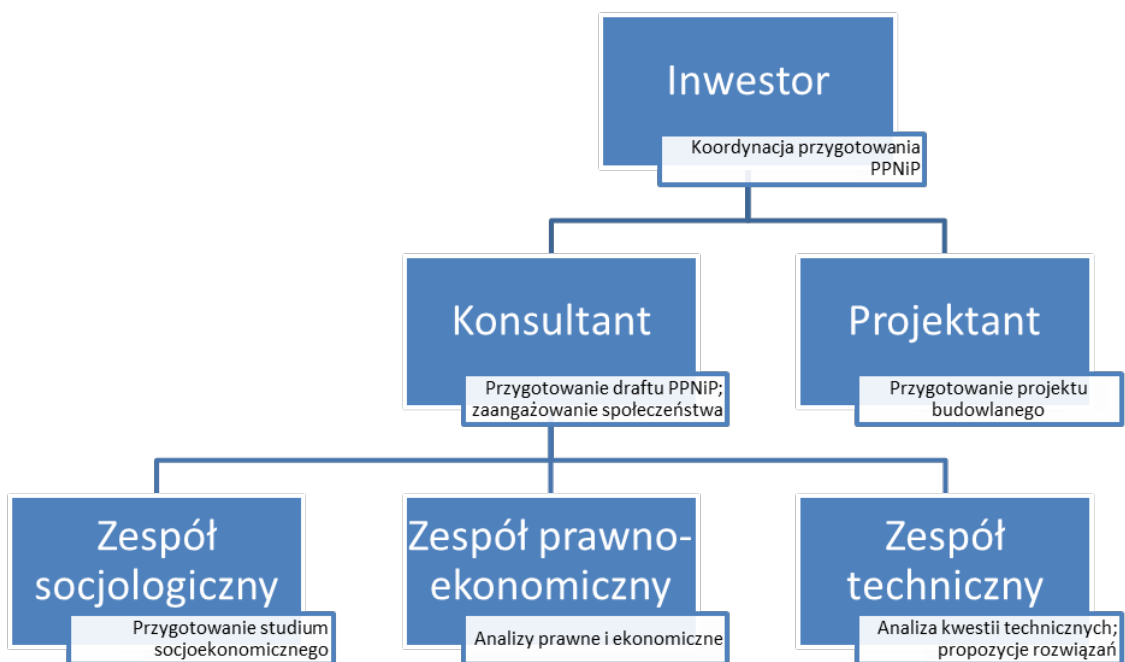 Inwestor
Koordynacja przygotowania
PPNiP
Konsultant
Przygotowanie draftu PPNiP;
zaangażowanie społeczeństwa
Projektant
Przygotowanie projektu
budowlanego
Zespół
socjologiczny
Przygotowanie studium
socjoekonomicznego
Zespół prawno-
ekonomiczny
Analizy prawne i ekonomiczne
Zespół
techniczny
Analiza kwestii technicznych;
propozycje rozwiązań